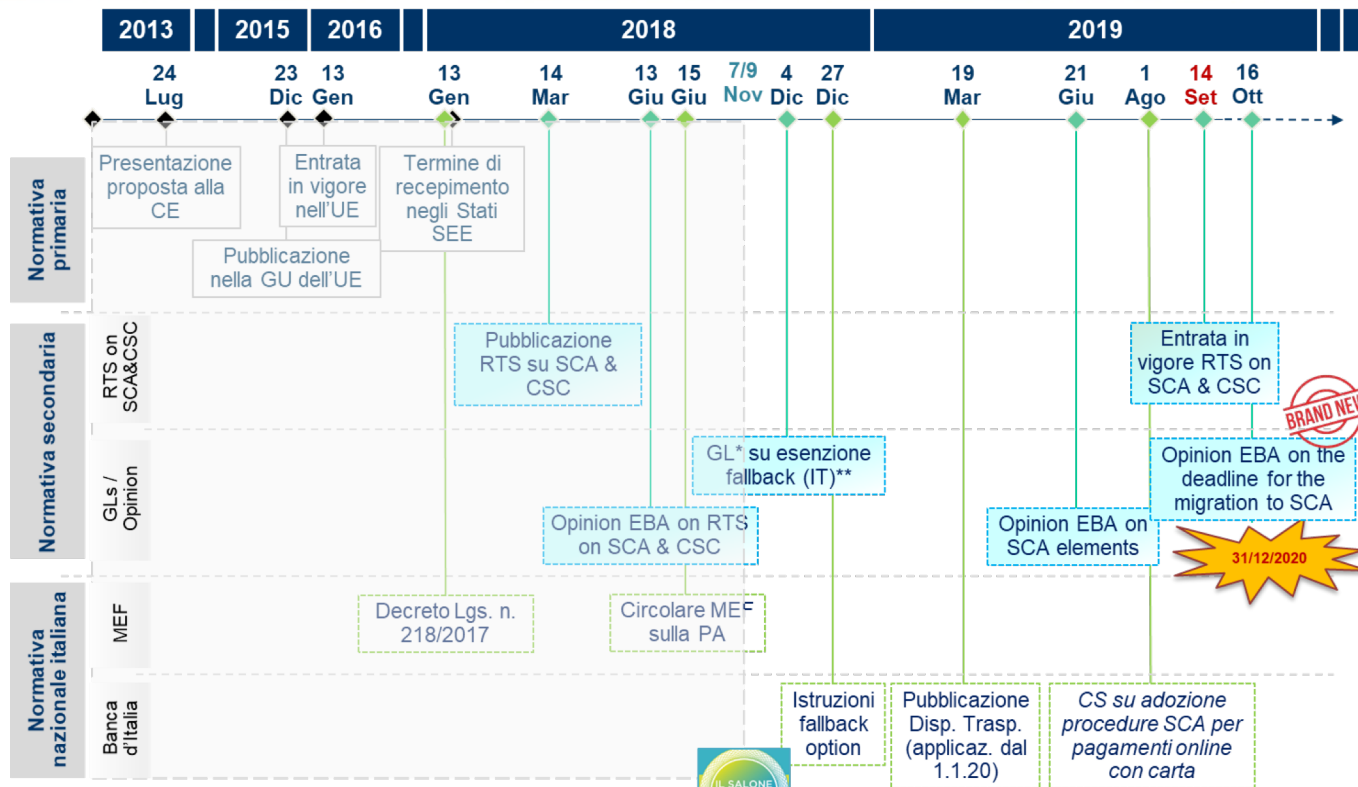 2013
2015
2016
2018
2019
24
Lug
23
Dic
13
Gen
13
Gen
14
Mar
13
Giu
15
Giu
7/9
Nov
4
Dic
27
Dic
19
Mar
21
Giu
1
Ago
14
Set
16
Ott
Normativa
primaria
Presentazione
proposta alla
CE
Entrata
in vigore
nell'UE
Termine di
recepimento
negli Stati
SEE
Pubblicazione
nella GU dell'UE
Normativa secondaria
RTS on
SCA&CSC
Pubblicazione
RTS su SCA &
CSC
Entrata in
vigore RTS on
SCA & CSC
BRAND NEW
GLs /
Opinion
GL* su esenzione
fallback (IT)**
Opinion EBA on the
deadline for the
migration to SCA
Opinion EBA on RTS
on SCA & CSC
Opinion EBA on
SCA elements
31/12/2020
Normativa
nazionale italiana
MEF
Decreto Lgs. n.
218/2017
Circolare MEF
sulla PA
Banca
d'Italia
Istruzioni
fallback
option
Pubblicazione
Disp. Trasp.
(applicaz. dal
1.1.20)
CS su adozione
procedure SCA per
pagamenti online
con carta
IL SALONE